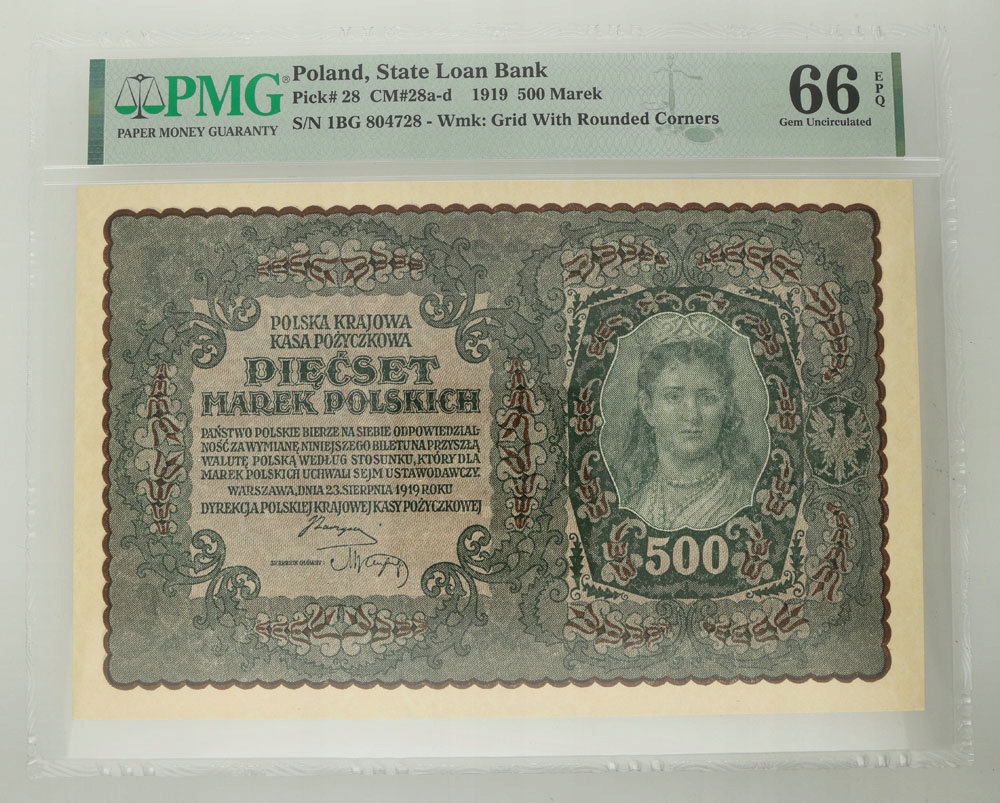 PMG®
PAPER MONEY GUARANTY
Poland, State Loan Bank
Pick# 28 CM#28a-d 1919 500 Marek
S/N 1BG 804728 - Wmk: Grid With Rounded Corners
66 EPQ
Gem Uncirculated
POLSKA KRAJOWA
KASA POŻYCZKOWA
PIĘĆSET
MAREK POLSKICH
PAŃSTWO POLSKIE BIERZE NA SIEBIE ODPOWIEDZIAL-
NOŚĆ ZA WYMIANĘ NINIEJSZEGO BILETU NA PRZYSZŁĄ
WALUTĘ POLSKĄ WEDŁUG STOSUNKU, KTÓRY DLA
MAREK POLSKICH UCHWALI SEJM USTAWODAWCZY.
WARSZAWA, DNIA 23. SIERPNIA 1919 ROKU
DYREKCJA POLSKIEJ KRAJOWEJ KASY POŻYCZKOWEJ
500